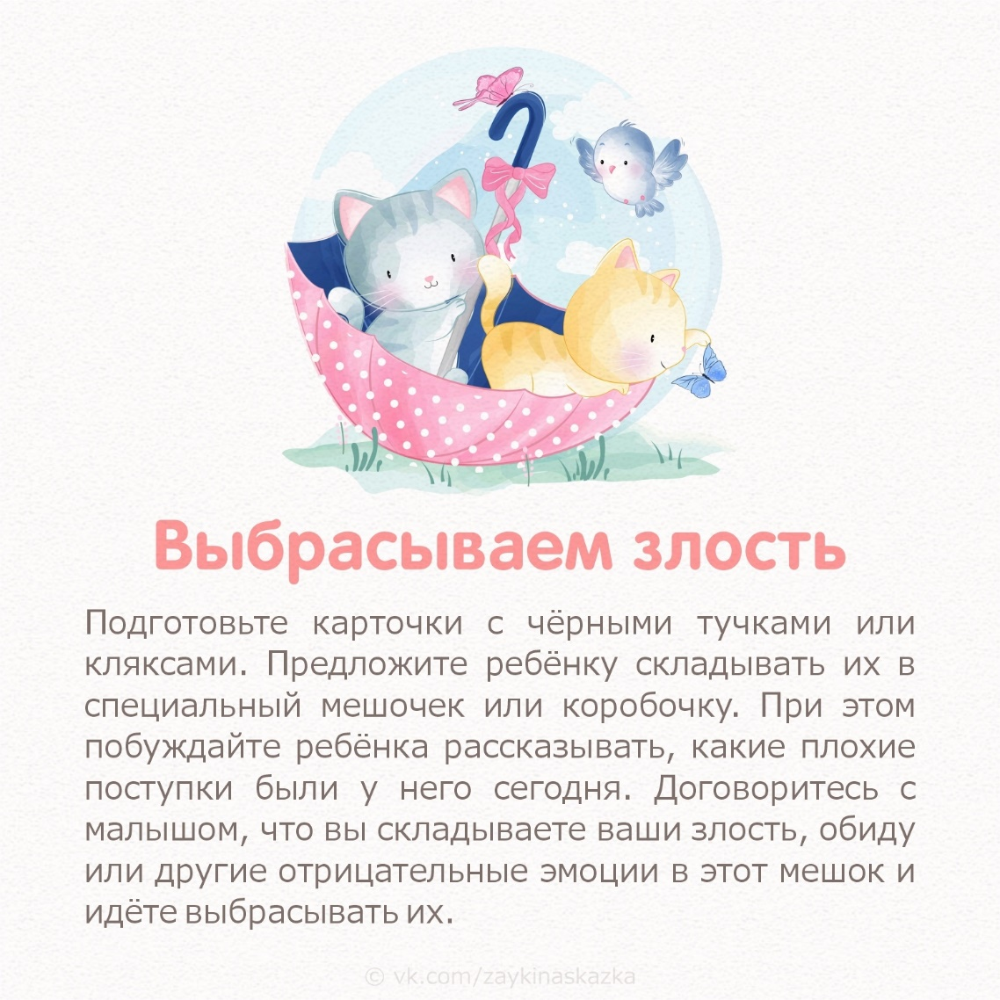 Выбрасываем злость
Подготовьте карточки с чёрными тучками или
кляксами. Предложите ребёнку складывать их в
специальный мешочек или коробочку. При этом
побуждайте ребёнка рассказывать, какие плохие
поступки были у него сегодня. Договоритесь с
малышом, что вы складываете ваши злость, обиду
или другие отрицательные эмоции в этот мешок и
идёте выбрасывать их.
© vk.com/zaykinaskazka